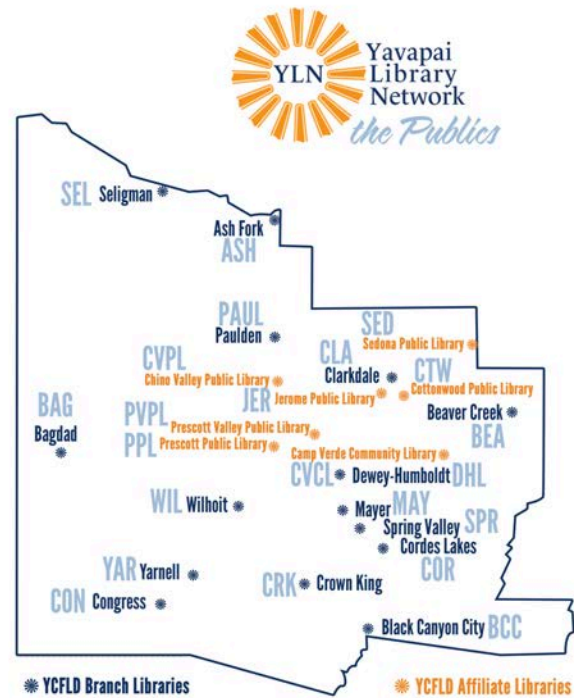 YLN
Yavapai
Library
Network
the Publics
SEL
Seligman
Ash Fork
ASH
PAUL
Paulden
SED
Sedona Public Library
CVPL
CLA
Clarkdale
CTW
Chino Valley Public Library
JER
Jerome Public Library
Cottonwood Public Library
BAG
Bagdad
PVPL
Prescott Valley Public Library
Beaver Creek
BEA
PPL
Prescott Public Library
Camp Verde Community Library
CVCL
Dewey-Humboldt
DHL
WIL
Wilhoit
Mayer
MAY
Spring Valley
SPR
Cordes Lakes
COR
YAR
Yarnell
CRK
Crown King
CON
Congress
Black Canyon City
BCC
YCFLD Branch Libraries
YCFLD Affiliate Libraries